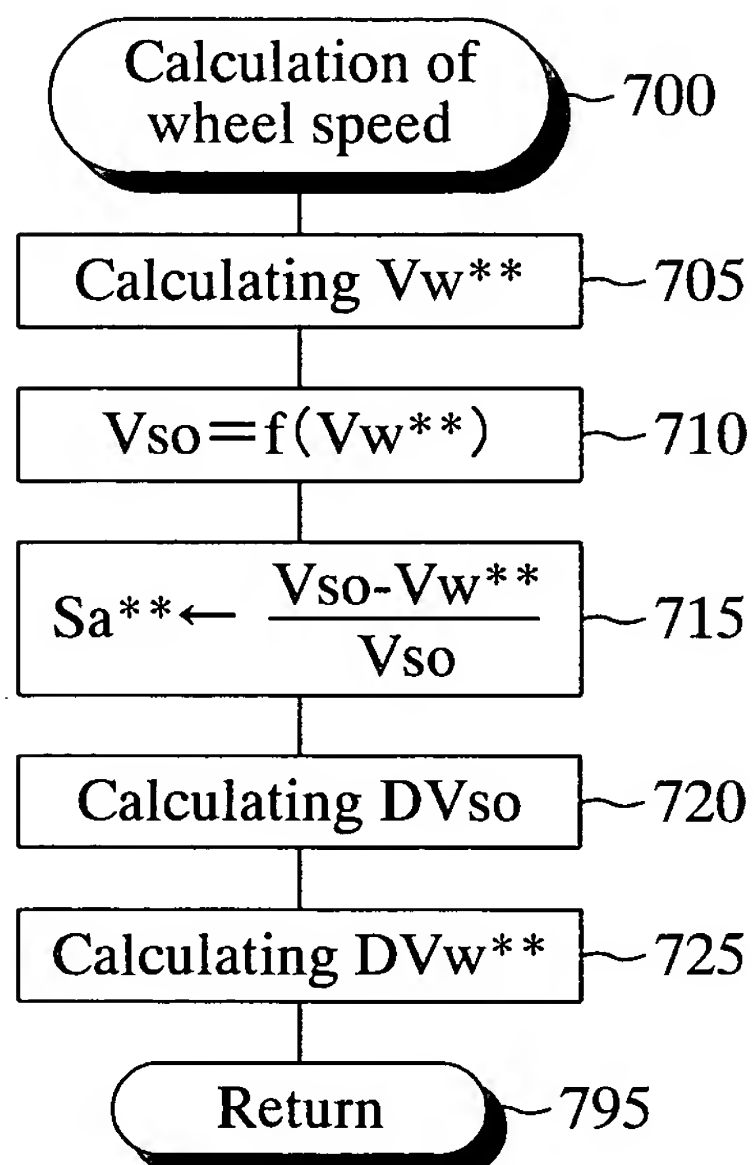 Calculation of
wheel speed
700
Calculating Vw**
705
Vso=f(Vw**)
710
Sa**← Vso-Vw**
Vso
715
Calculating DVso
720
Calculating DVw**
725
Return
795